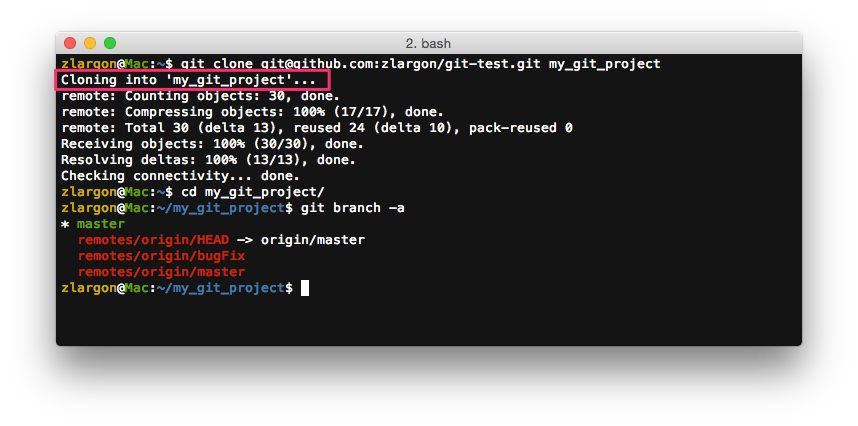 2. bash
zlargon@Mac:~$ git clone git@github.com:zlargon/git-test.git my_git_project
Cloning into 'my_git_project'...
remote: Counting objects: 30, done.
remote: Compressing objects: 100% (17/17), done.
remote: Total 30 (delta 13), reused 24 (delta 10), pack-reused 0
Receiving objects: 100% (30/30), done.
Resolving deltas: 100% (13/13), done.
Checking connectivity... done.
zlargon@Mac:~$ cd my_git_project/
zlargon@Mac:~/my_git_project$ git branch -a
* master
  remotes/origin/HEAD -> origin/master
  remotes/origin/bugFix
  remotes/origin/master
zlargon@Mac:~/my_git_project$